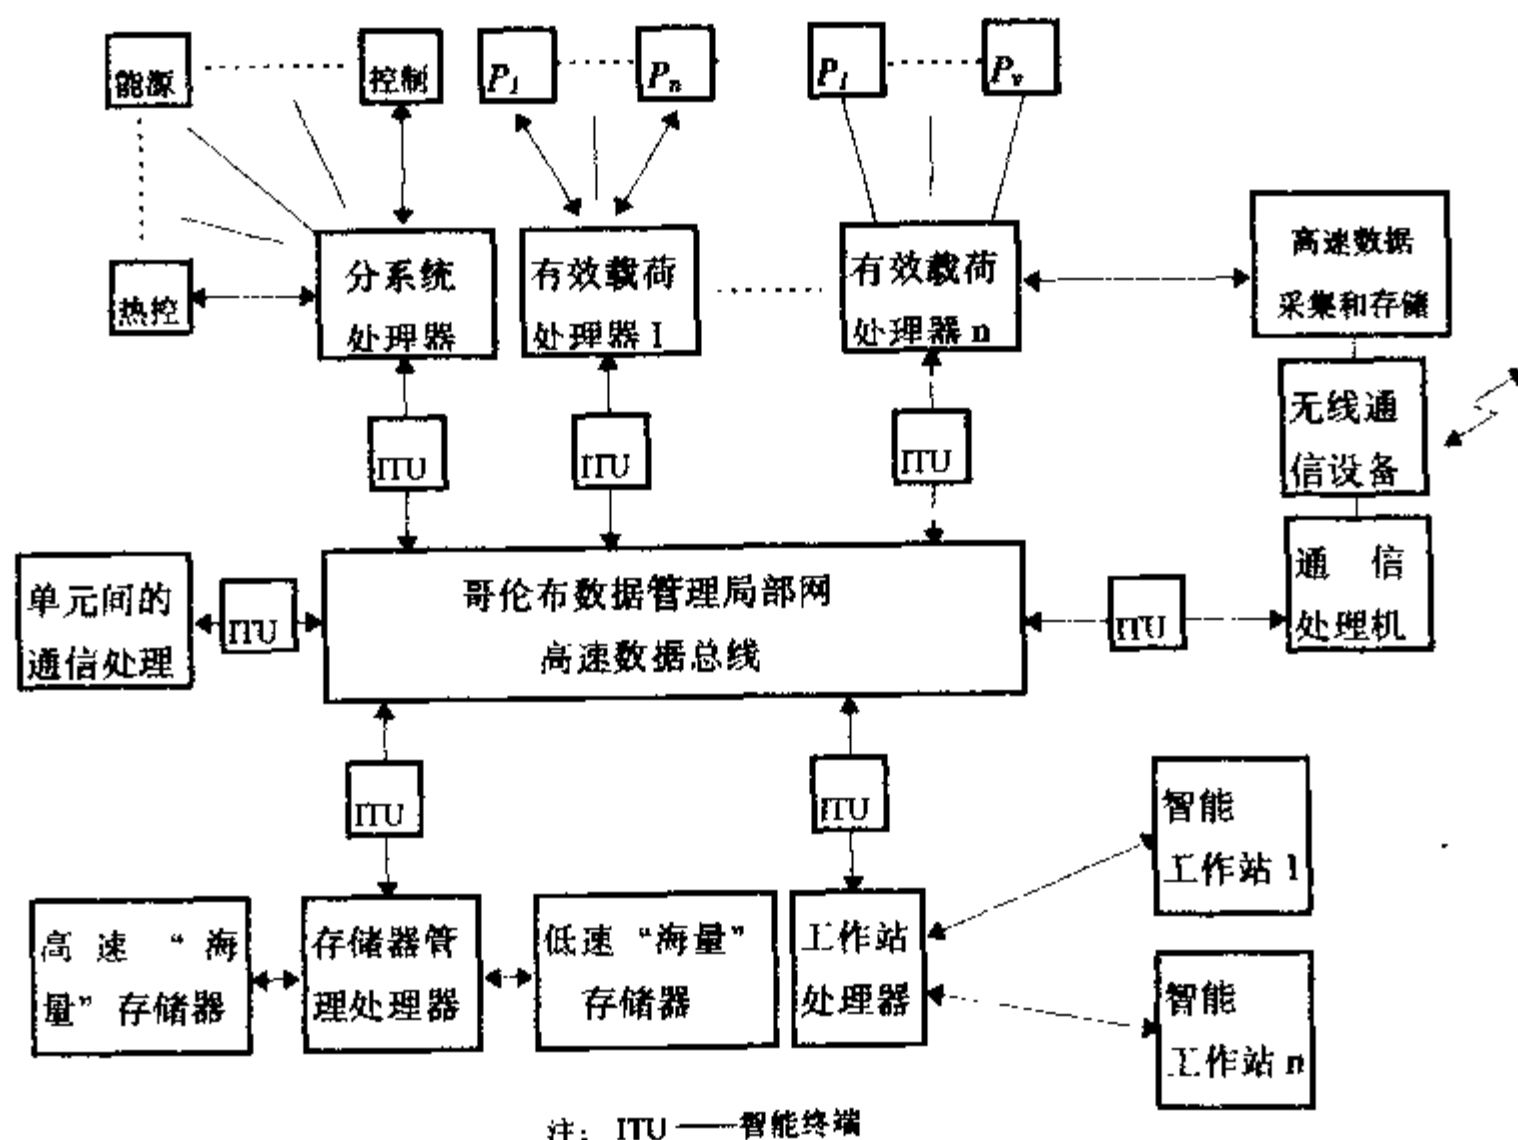 能源
控制
P1
Pn
P1
Pv
热控
分系统
处理器
有效载荷
处理器 1
有效载荷
处理器 n
高速数据
采集和存储
无线通
信设备
ITU
ITU
ITU
单元间的
通信处理
ITU
哥伦布数据管理局部网
高速数据总线
ITU
通 信
处理机
ITU
ITU
智能
工作站 1
高 速 “海
量” 存储器
存储器管
理处理器
低速 “海量”
存储器
工作站
处理器
智能
工作站 n
注： ITU ——智能终端